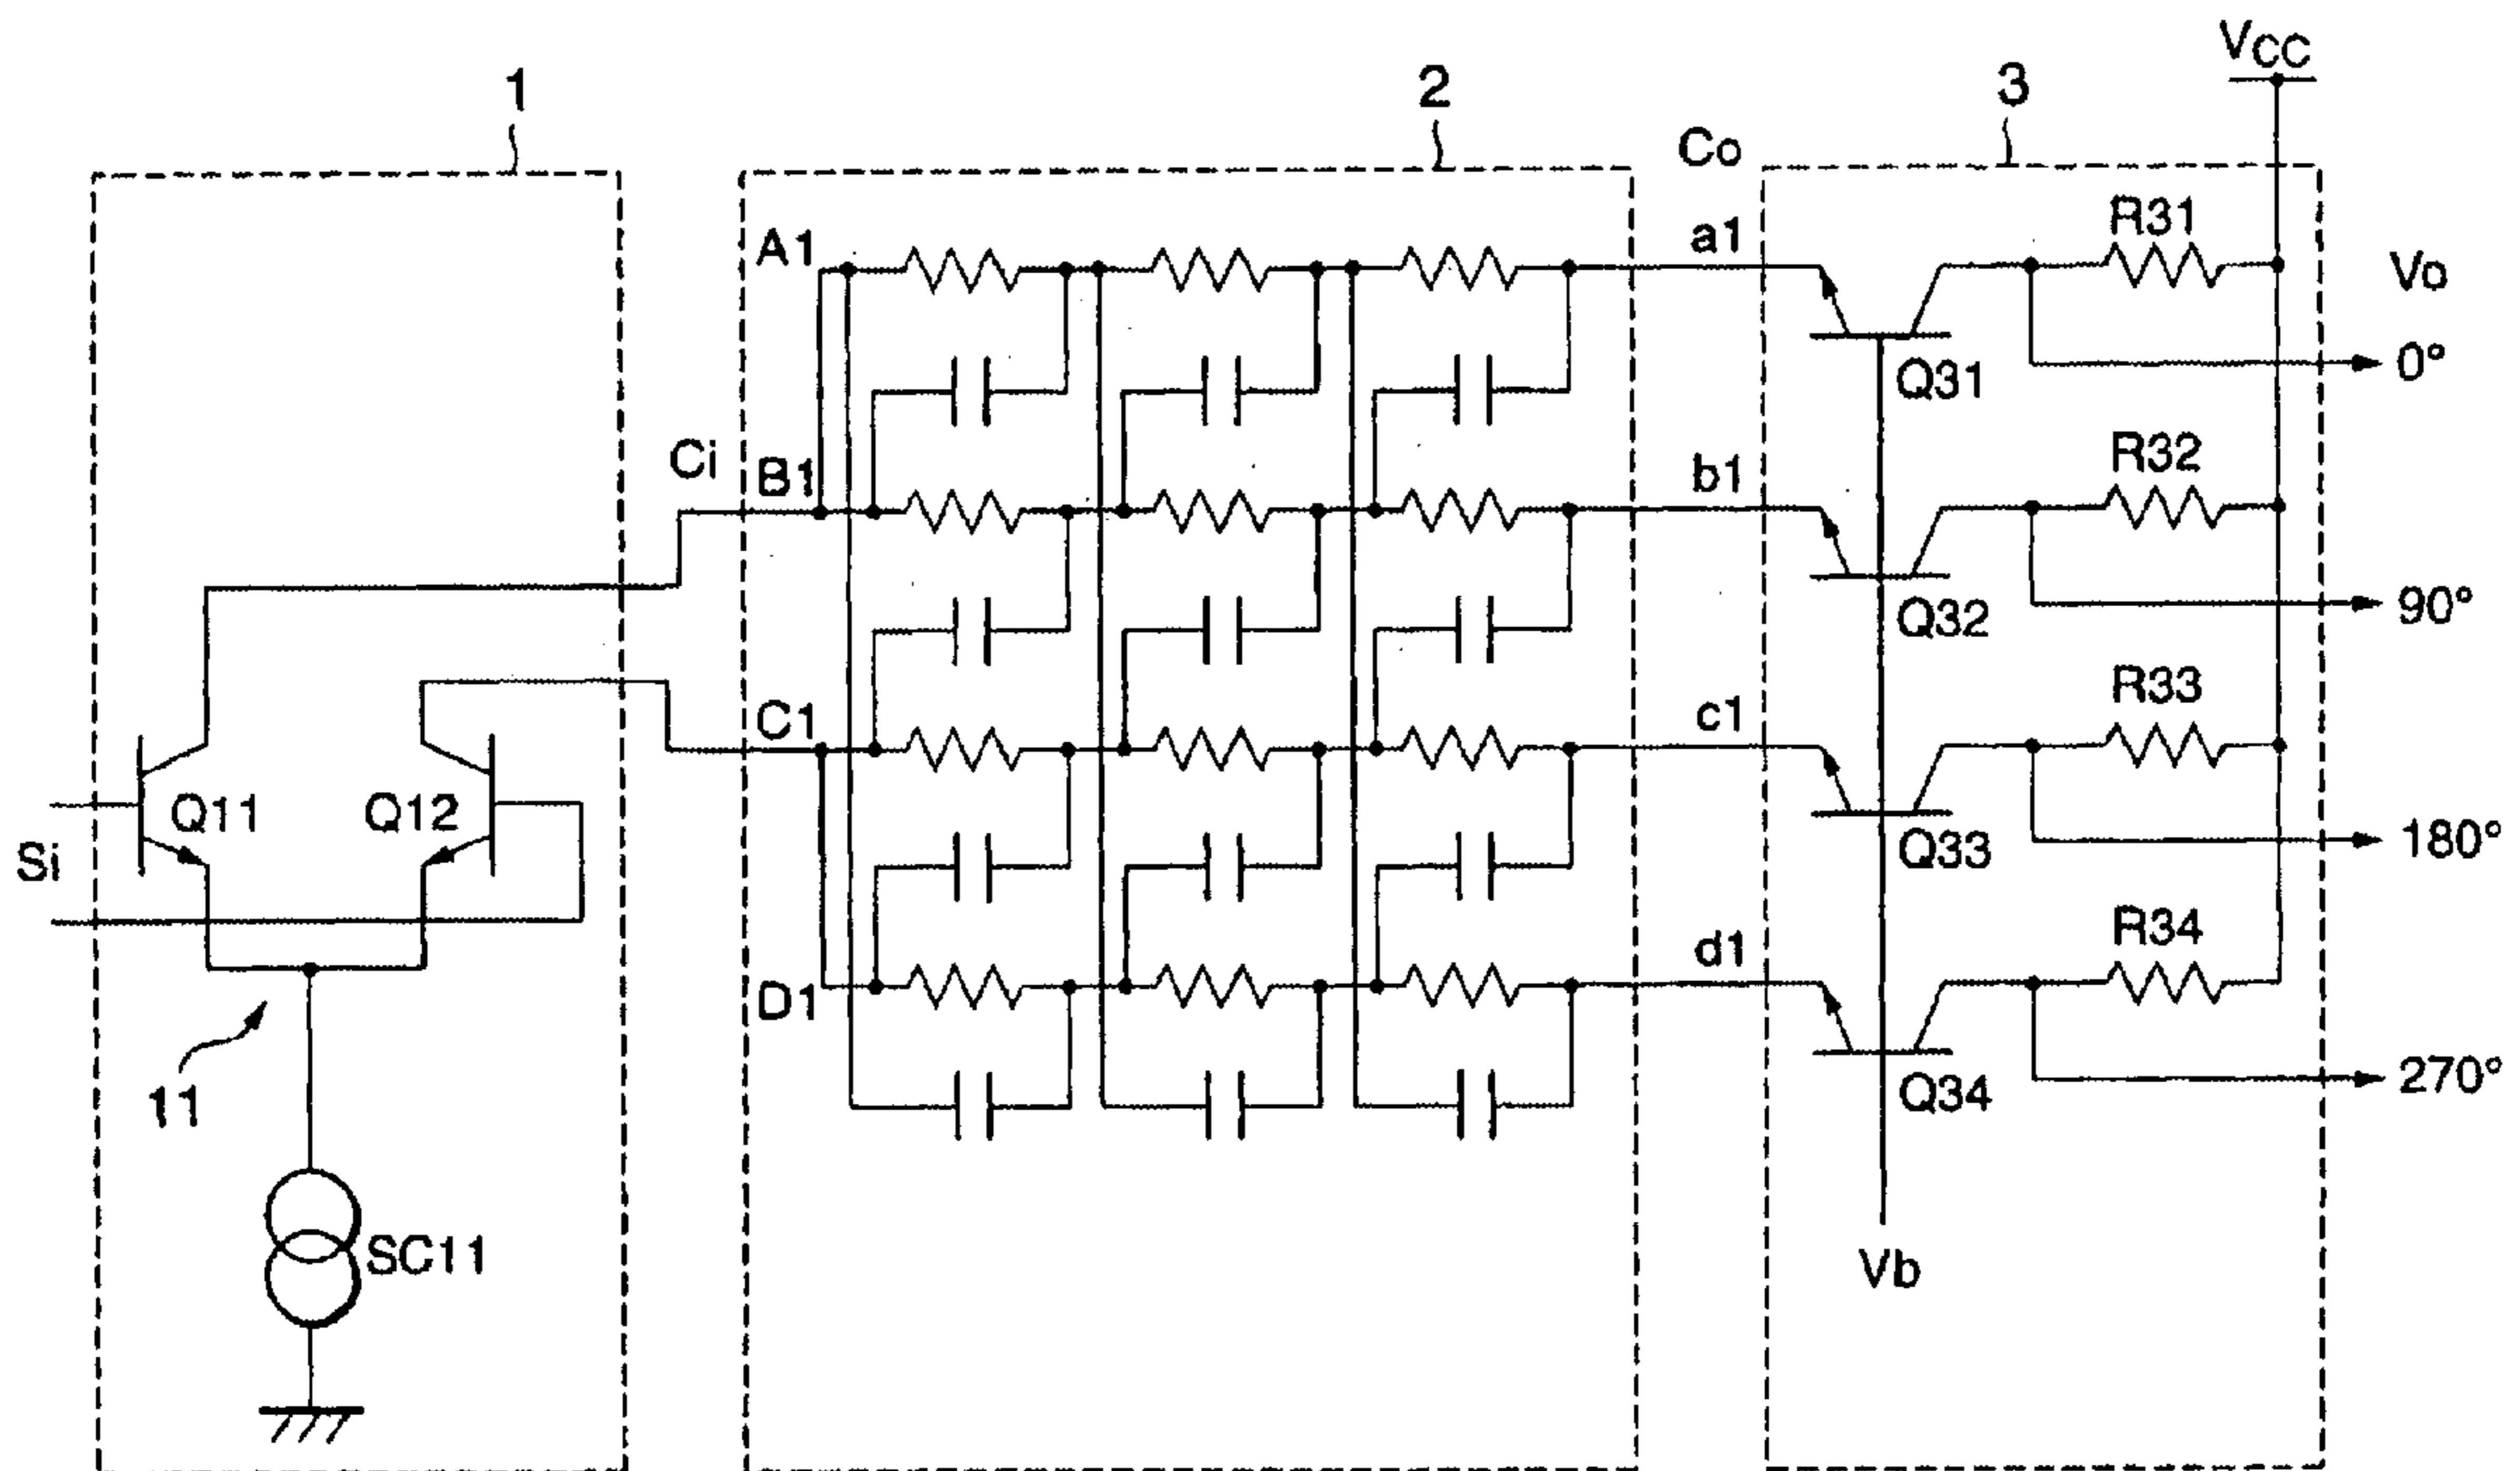 1
2
3
VCC
Co
R31
A1
a1
Vo
0°
Q31
Ci
B1
b1
R32
90°
Q32
C1
c1
R33
Q11
Q12
180°
Q33
Si
R34
d1
D1
270°
Q34
11
SC11
Vb